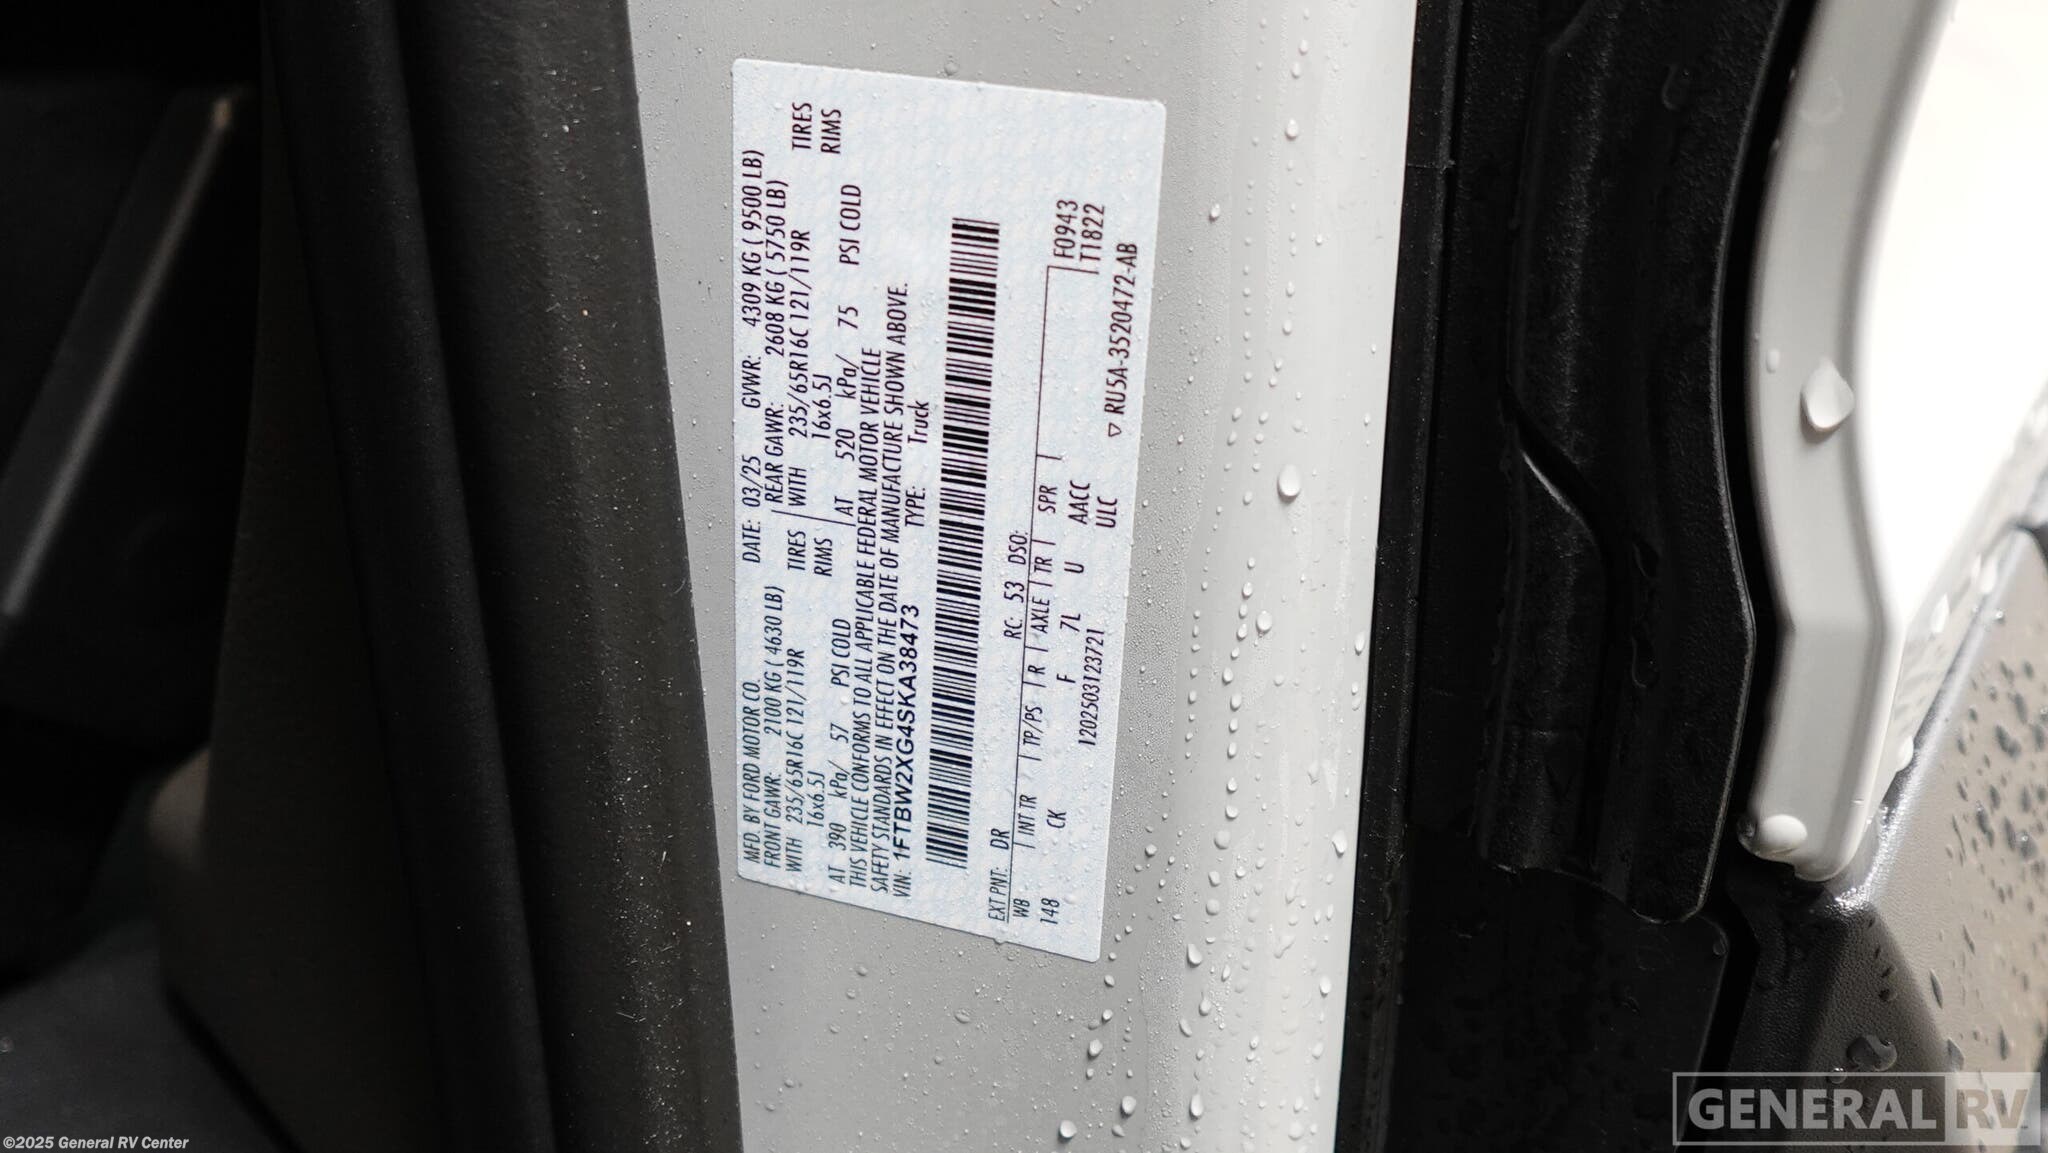 MFD. BY FORD MOTOR CO. DATE: 03/25 GVWR: 4309 KG ( 9500 LB)
FRONT GAWR: 2100 KG ( 4630 LB) REAR GAWR: 2608 KG ( 5750 LB)
WITH 235/65R16C 121/119R TIRES WITH 235/65R16C 121/119R TIRES
16x6.5J RIMS 16x6.5J RIMS
AT 390 kPa/ 57 PSI COLD AT 520 kPa/ 75 PSI COLD
THIS VEHICLE CONFORMS TO ALL APPLICABLE FEDERAL MOTOR VEHICLE
SAFETY STANDARDS IN EFFECT ON THE DATE OF MANUFACTURE SHOWN ABOVE.
VIN: 1FTBW2XG4SKA38473 TYPE: Truck
EXT PNT: DR RC: 53 DSO:
WB INT TR TP/PS R AXLE TR SPR F0943
148 CK F 7L U AACC T1822
1202503123721 ULC ▽ RU5A-3520472-AB
GENERAL RV
©2025 General RV Center